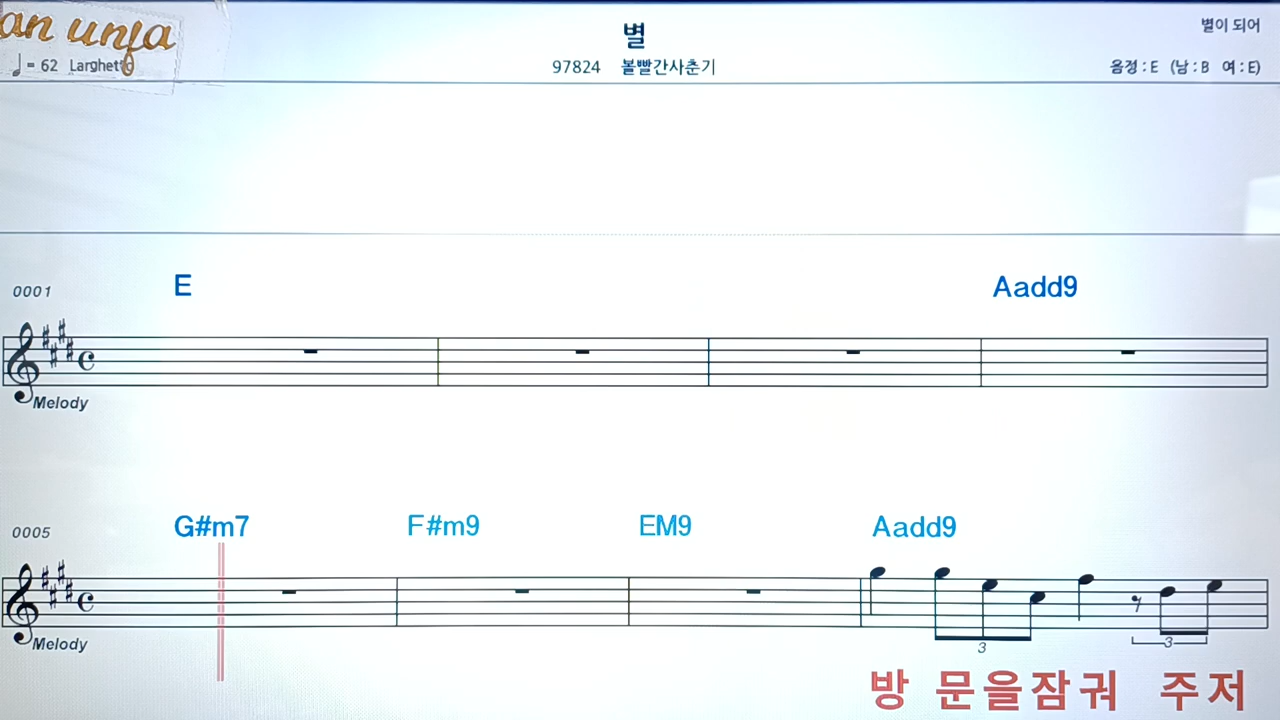 an unja
별이 되어
별
♩= 62 Larghetto
97824 볼빨간사춘기
음정 : E (남 : B 여 : E)
0001 E Aadd9
Melody
0005 G#m7 F#m9 EM9 Aadd9
Melody
3 3
방 문을잠궈 주저